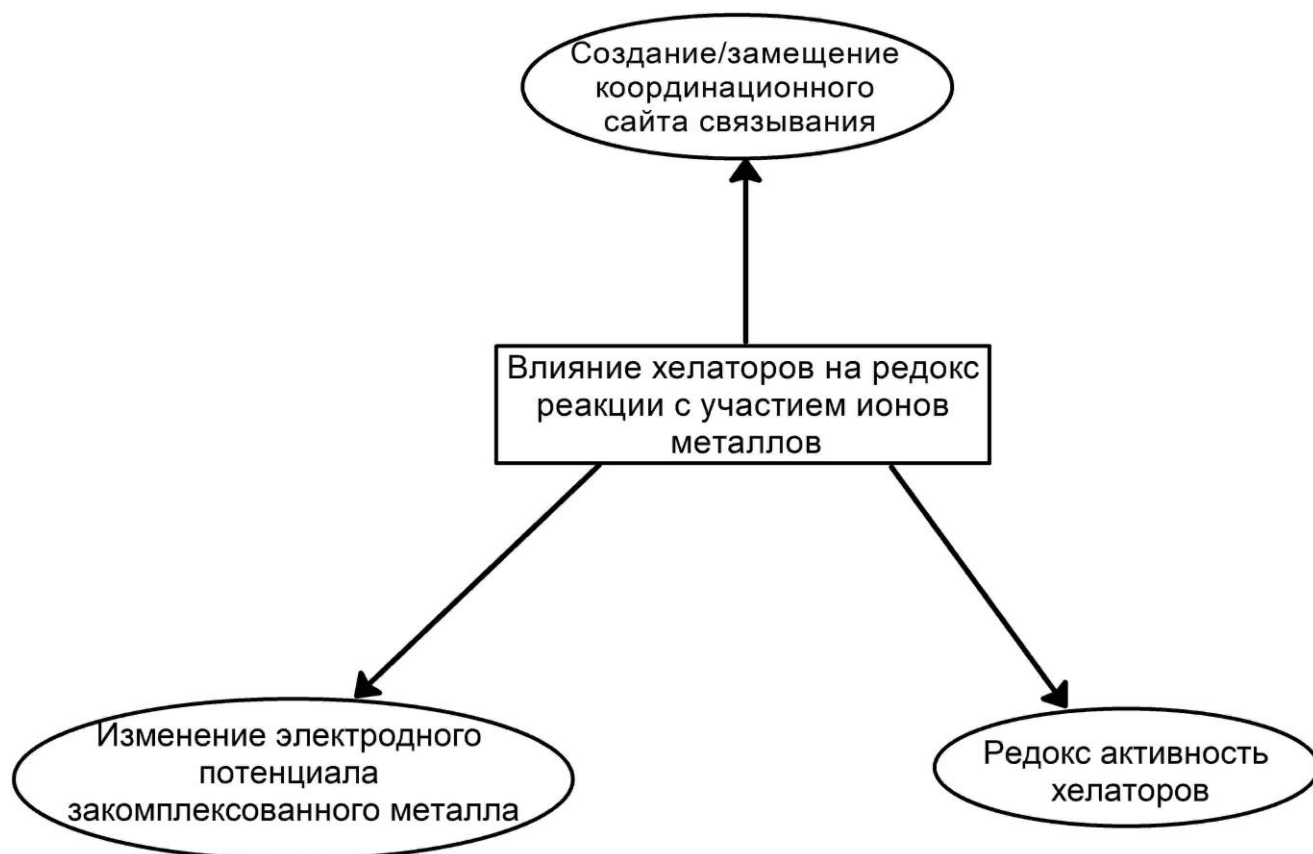 Создание/замещение
координационного
сайта связывания
Влияние хелаторов на редокс
реакции с участием ионов
металлов
Изменение электродного
потенциала
закомплексованного металла
Редокс активность
хелаторов